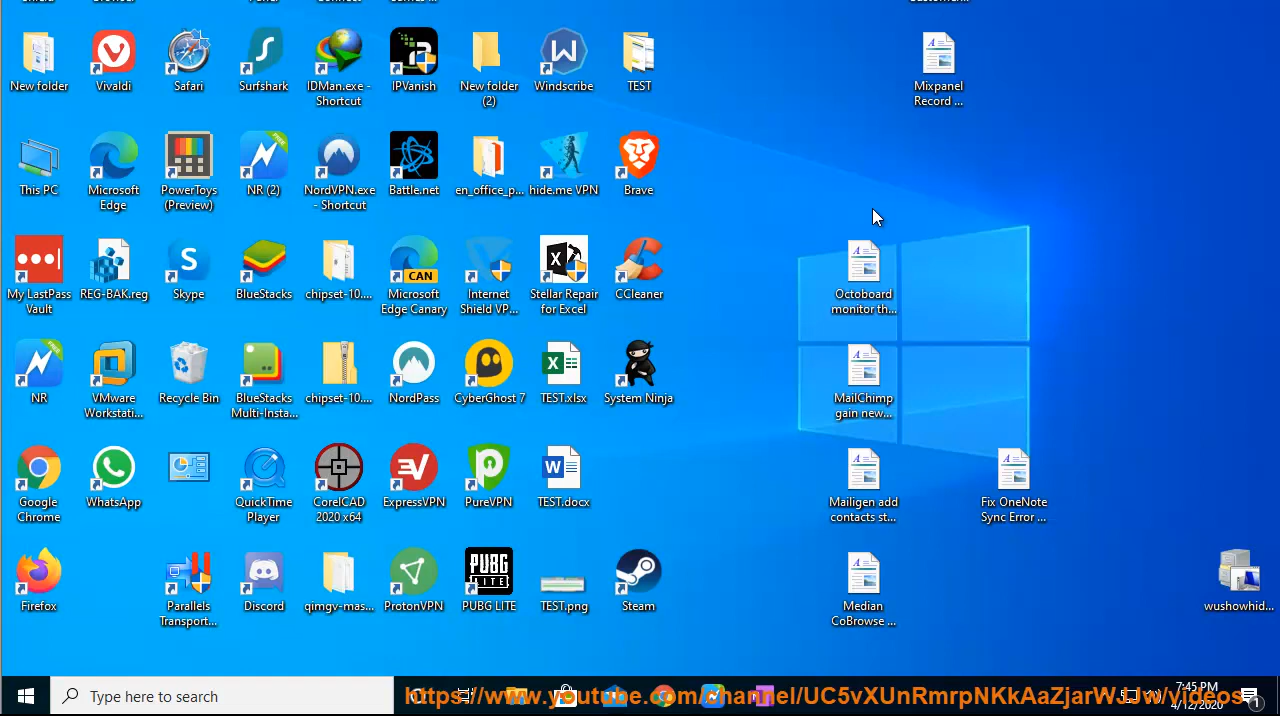 New folder
Vivaldi
Safari
Surfshark
IDMan.exe -
Shortcut
IPVanish
New folder
(2)
Windscribe
TEST
Mixpanel
Record ...
This PC
Microsoft
Edge
PowerToys
(Preview)
NR (2)
NordVPN.exe
- Shortcut
Battle.net
en_office_p...
hide.me VPN
Brave
My LastPass
Vault
REG-BAK.reg
Skype
BlueStacks
chipset-10....
CAN
Microsoft
Edge Canary
Internet
Shield VP...
Stellar Repair
for Excel
CCleaner
Octoboard
monitor th...
NR
VMware
Workstati...
Recycle Bin
BlueStacks
Multi-Insta...
chipset-10....
NordPass
CyberGhost 7
TEST.xlsx
System Ninja
MailChimp
gain new...
Google
Chrome
WhatsApp
QuickTime
Player
CorelCAD
2020 x64
ExpressVPN
PureVPN
TEST.docx
Mailigen add
contacts st...
Fix OneNote
Sync Error ...
Firefox
Parallels
Transport...
Discord
qimgv-mas...
ProtonVPN
PUBG
LITE
PUBG LITE
TEST.png
Steam
Median
CoBrowse ...
wushowhid...
Type here to search
https://www.youtube.com/channel/UC5vXUnRmrpNKkAaZjarWJJw/videos
7:45 PM
4/12/2020